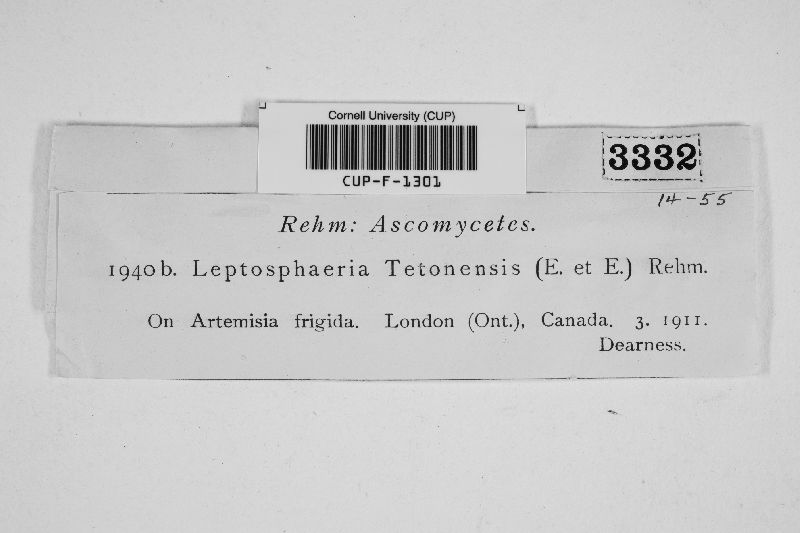 Cornell University (CUP)
CUP-F-1301
3332
14-55
Rehm: Ascomycetes.
1940b. Leptosphaeria Tetonensis (E. et E.) Rehm.
On Artemisia frigida. London (Ont.), Canada. 3. 1911.
Dearness.